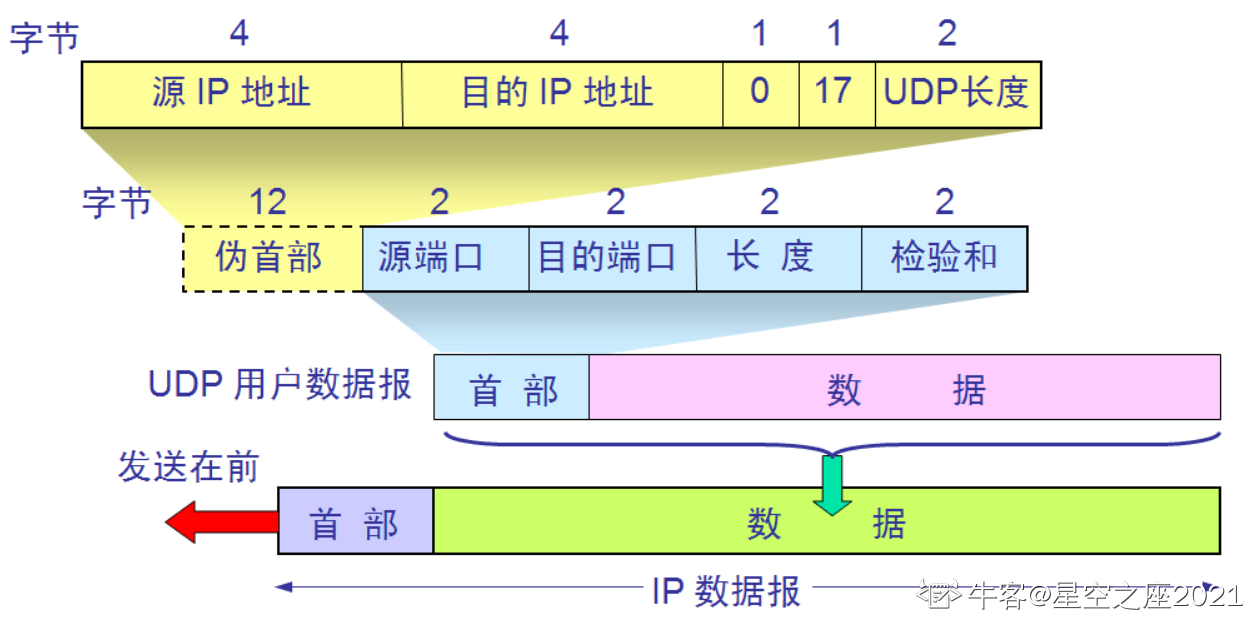 字节 4 4 1 1 2
源 IP 地址 目的 IP 地址 0 17 UDP长度
字节 12 2 2 2 2
伪首部 源端口 目的端口 长 度 检验和
UDP 用户数据报 首 部 数 据
发送在前
首 部 数 据
IP 数据报
牛客@星空之座2021